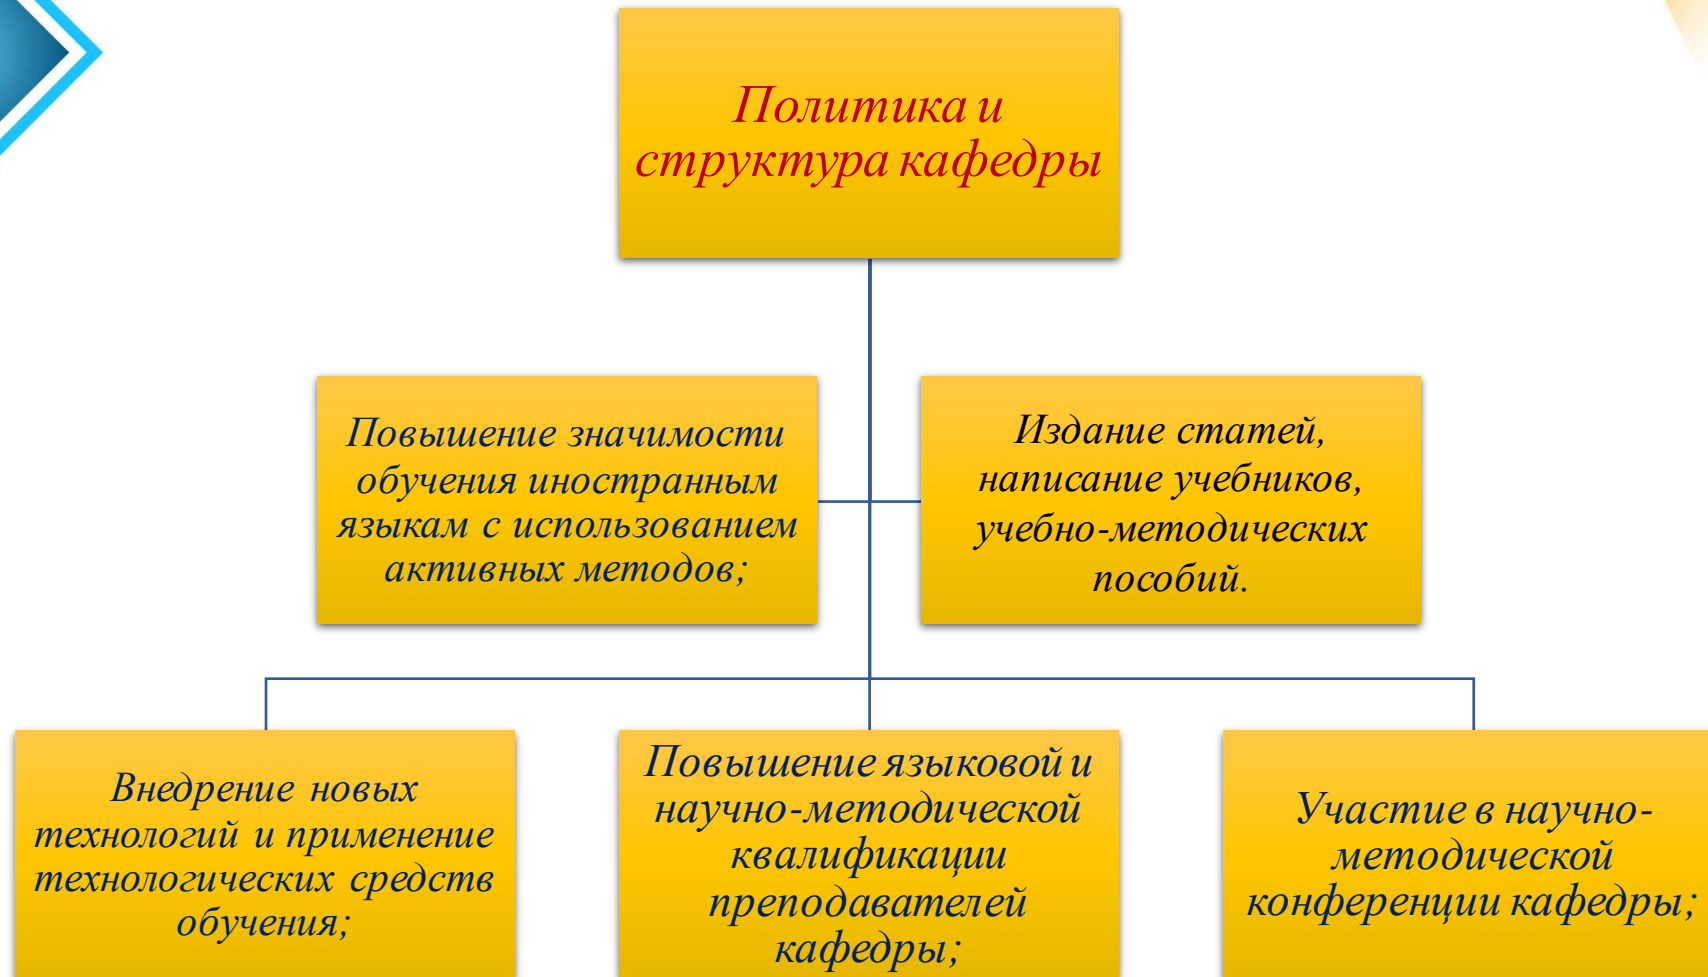 Политика и
структура кафедры
Повышение значимости
обучения иностранным
языкам с использованием
активных методов;
Издание статей,
написание учебников,
учебно-методических
пособий.
Внедрение новых
технологий и применение
технологических средств
обучения;
Повышение языковой и
научно-методической
квалификации
преподавателей
кафедры;
Участие в научно-
методической
конференции кафедры;